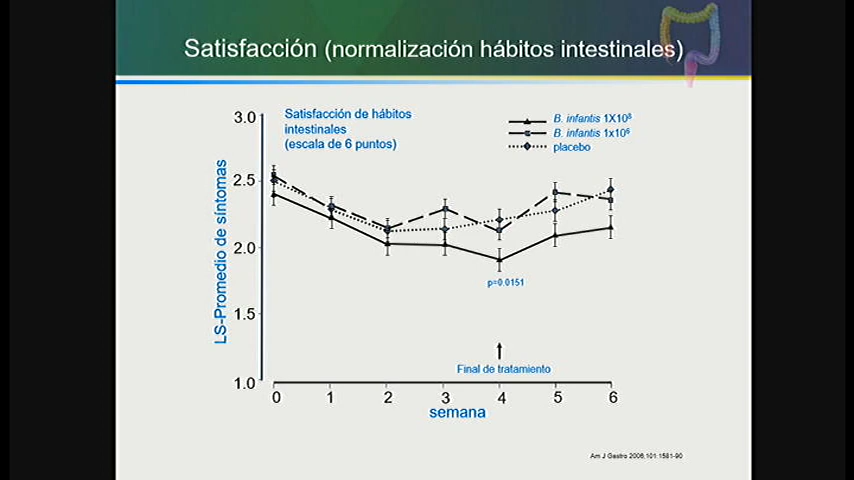 Satisfacción (normalización hábitos intestinales)
Satisfacción de hábitos
intestinales
(escala de 6 puntos)
B. infantis 1X10⁸
B. infantis 1x10⁶
placebo
LS-Promedio de síntomas
3.0
2.5
2.0
1.5
1.0
p=0.0151
Final de tratamiento
0 1 2 3 4 5 6
semana
Am J Gastro 2006,101:1581-90